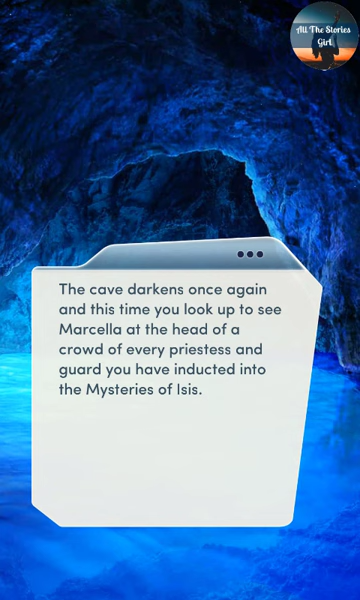 All The Stories
Girl
The cave darkens once again
and this time you look up to see
Marcella at the head of a
crowd of every priestess and
guard you have inducted into
the Mysteries of Isis.